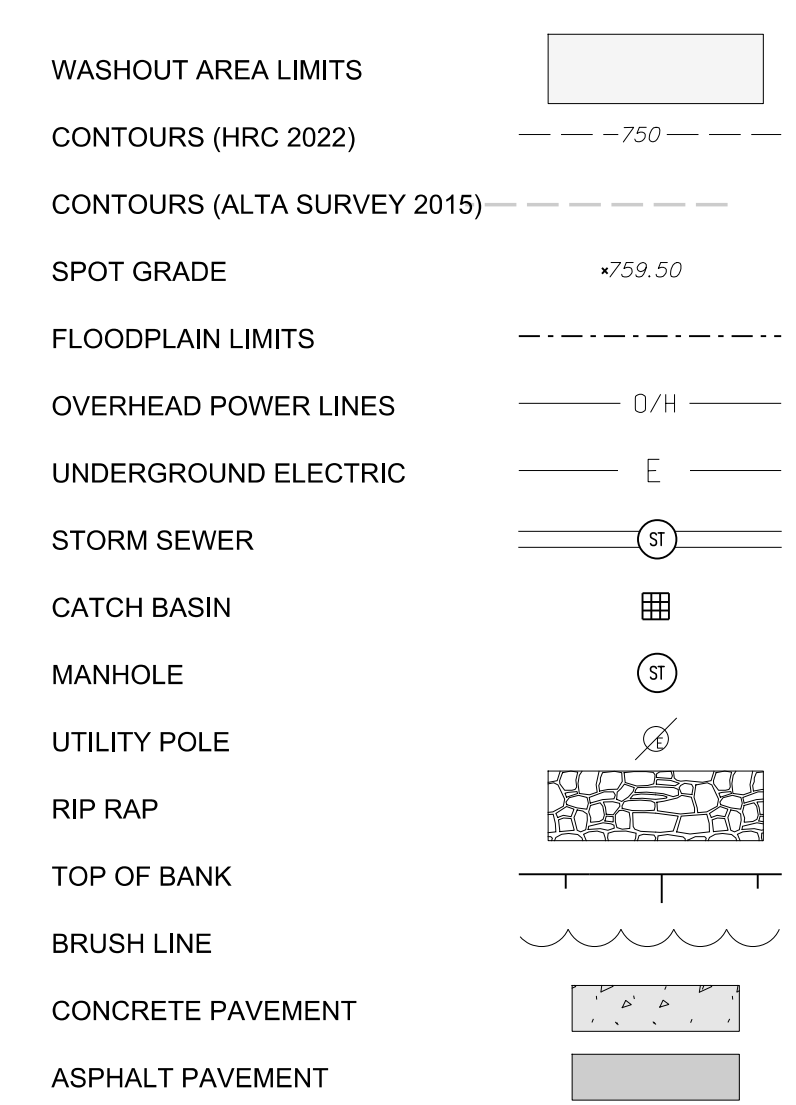 WASHOUT AREA LIMITS
CONTOURS (HRC 2022) 750
CONTOURS (ALTA SURVEY 2015)
SPOT GRADE ×759.50
FLOODPLAIN LIMITS
OVERHEAD POWER LINES O/H
UNDERGROUND ELECTRIC E
STORM SEWER ST
CATCH BASIN
MANHOLE ST
UTILITY POLE E
RIP RAP
TOP OF BANK
BRUSH LINE
CONCRETE PAVEMENT
ASPHALT PAVEMENT